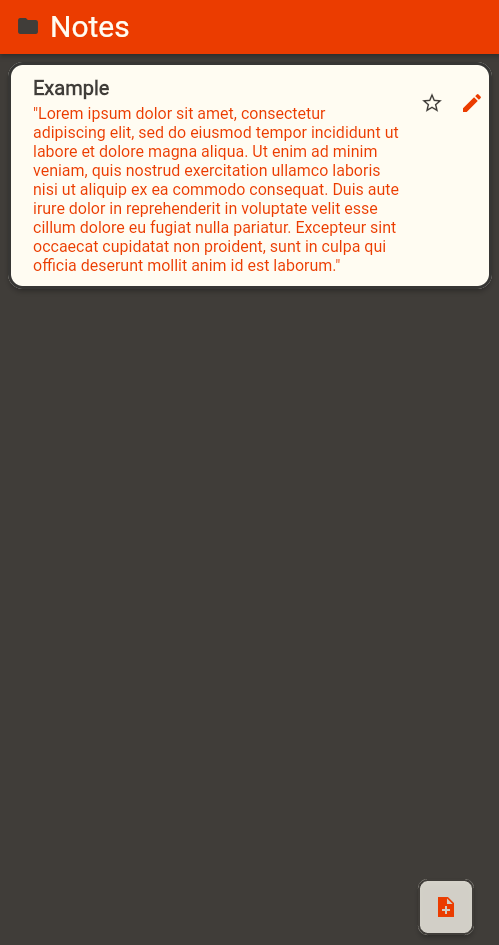 Notes
Example
"Lorem ipsum dolor sit amet, consectetur
adipiscing elit, sed do eiusmod tempor incididunt ut
labore et dolore magna aliqua. Ut enim ad minim
veniam, quis nostrud exercitation ullamco laboris
nisi ut aliquip ex ea commodo consequat. Duis aute
irure dolor in reprehenderit in voluptate velit esse
cillum dolore eu fugiat nulla pariatur. Excepteur sint
occaecat cupidatat non proident, sunt in culpa qui
officia deserunt mollit anim id est laborum."